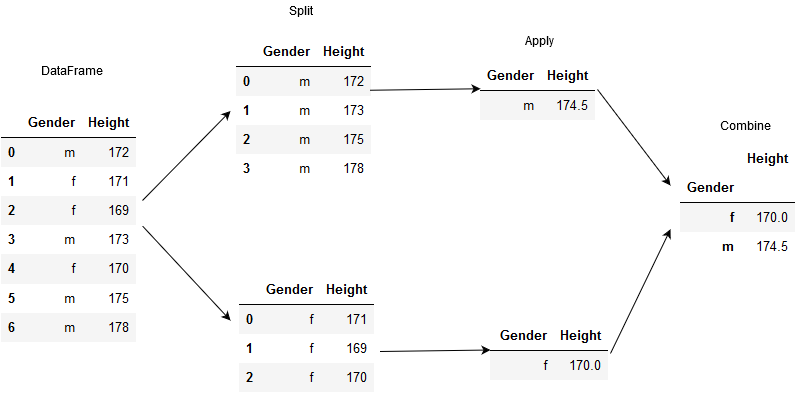 DataFrame
Gender Height
0 m 172
1 f 171
2 f 169
3 m 173
4 f 170
5 m 175
6 m 178
Split
Gender Height
0 m 172
1 m 173
2 m 175
3 m 178
Gender Height
0 f 171
1 f 169
2 f 170
Apply
Gender Height
m 174.5
Gender Height
f 170.0
Combine
Height
Gender
f 170.0
m 174.5